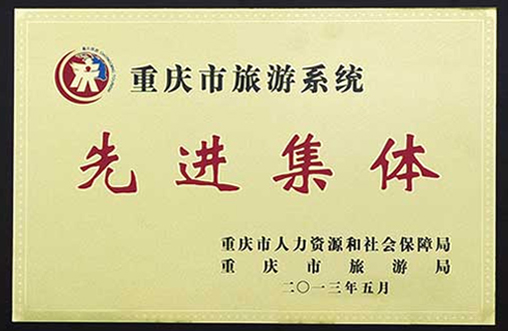 重庆市旅游系统
先进集体
重庆市人力资源和社会保障局
重庆市旅游局
二〇一三年五月